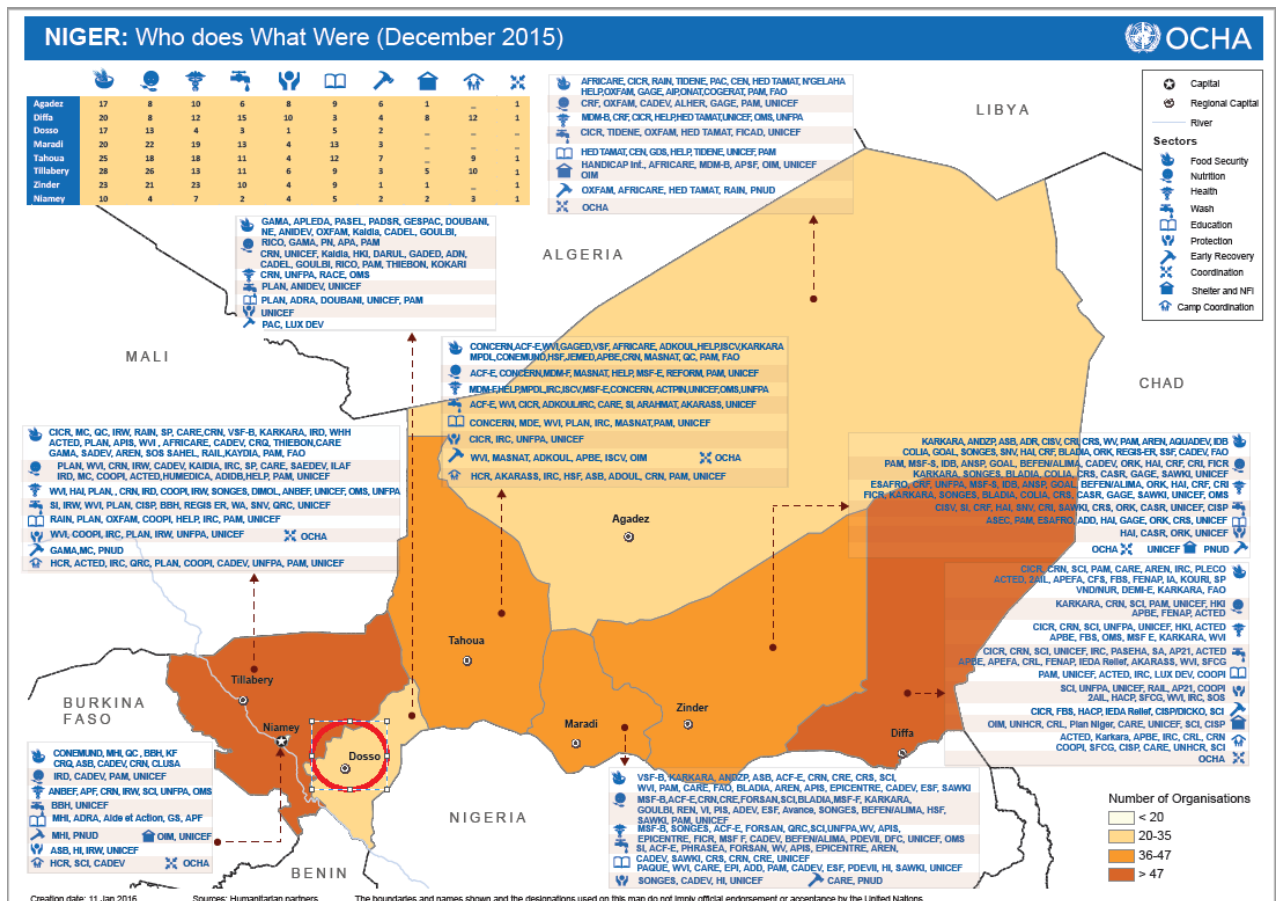 NIGER: Who does What Were (December 2015)
OCHA
Agadez 17 8 10 6 8 9 6 1 _ 1
Diffa 20 8 12 15 10 3 4 8 12 1
Dosso 17 13 4 3 1 5 2 _ _ _
Maradi 20 22 19 13 4 13 3 _ _ _
Tahoua 25 18 18 11 4 12 7 _ 9 1
Tillabery 28 26 13 11 6 9 3 5 10 1
Zinder 23 21 23 10 4 9 1 1 _ 1
Niamey 10 4 7 2 4 5 2 2 3 1
AFRICARE, CICR, RAIN, TIDENE, PAC, CEN, HED TAMAT, N'GELAHA
HELP,OXFAM, GAGE, AIP,ONAT,COGERAT, PAM, FAO
CRF, OXFAM, CADEV, ALHER, GAGE, PAM, UNICEF
MDM-B, CRF, CICR, HELP,HED TAMAT,UNICEF, OMS, UNFPA
CICR, TIDENE, OXFAM, HED TAMAT, FICAD, UNICEF
HED TAMAT, CEN, GDS, HELP, TIDENE, UNICEF, PAM
HANDICAP Int., AFRICARE, MDM-B, APSF, OIM, UNICEF
OIM
OXFAM, AFRICARE, HED TAMAT, RAIN, PNUD
OCHA
Capital
Regional Capital
River
Sectors
Food Security
Nutrition
Health
Wash
Education
Protection
Early Recovery
Coordination
Shelter and NFI
Camp Coordination
LIBYA
ALGERIA
MALI
CHAD
BURKINA
FASO
NIGERIA
BENIN
GAMA, APLEDA, PASEL, PADSR, GESPAC, DOUBANI,
NE, ANIDEV, OXFAM, Kaidia, CADEL, GOULBI,
RICO, GAMA, PN, APA, PAM
CRN, UNICEF, Kaidia, HKI, DARUL, GADED, ADN,
CADEL, GOULBI, RICO, PAM, THIEBON, KOKARI
CRN, UNFPA, RACE, OMS
PLAN, ANIDEV, UNICEF
PLAN, ADRA, DOUBANI, UNICEF, PAM
UNICEF
PAC, LUX DEV
CONCERN,ACF-E,WVI,GAGED,VSF, AFRICARE, ADKOUL,HELP,ISCV,KARKARA
MPDL,CONEMUND,HSF,JEMED,APBE,CRN, MASNAT, QC, PAM, FAO
ACF-E, CONCERN,MDM-F, MASNAT, HELP, MSF-E, REFORM, PAM, UNICEF
MDM-F,HELP,MPDL,IRC,ISCV,MSF-E,CONCERN, ACTPIN,UNICEF,OMS,UNFPA
ACF-E, WVI, CICR, ADKOUL/IRC, CARE, SI, ARAHMAT, AKARASS, UNICEF
CONCERN, MDE, WVI, PLAN, IRC, MASNAT,PAM, UNICEF
CICR, IRC, UNFPA, UNICEF
WVI, MASNAT, ADKOUL, APBE, ISCV, OIM
OCHA
HCR, AKARASS, IRC, HSF, ASB, ADOUL, CRN, PAM, UNICEF
CICR, MC, QC, IRW, RAIN, SP, CARE,CRN, VSF-B, KARKARA, IRD, WHH
ACTED, PLAN, APIS, WVI , AFRICARE, CADEV, CRQ, THIEBON,CARE
GAMA, SADEV, AREN, SOS SAHEL, RAIL,KAYDIA, PAM, FAO
PLAN, WVI, CRN, IRW, CADEV, KAIDIA, IRC, SP, CARE, SAEDEV, ILAF
IRD, MC, COOPI, ACTED,HUMEDICA, ADIDB,HELP, PAM, UNICEF
WVI, HAI, PLAN, , CRN, IRD, COOPI, IRW, SONGES, DIMOL, ANBEF, UNICEF, OMS, UNFPA
SI, IRW, WVI, PLAN, CISP, BBH, REGIS ER, WA, SNV, QRC, UNICEF
RAIN, PLAN, OXFAM, COOPI, HELP, IRC, PAM, UNICEF
WVI, COOPI, IRC, PLAN, IRW, UNFPA, UNICEF
OCHA
GAMA,MC, PNUD
HCR, ACTED, IRC, QRC, PLAN, COOPI, CADEV, UNFPA, PAM, UNICEF
KARKARA, ANDZP, ASB, ADR, CISV, CRI, CRS, WV, PAM, AREN, AQUADEV, IDB
COLIA, GOAL, SONGES, SNV, HAI, CRF, BLADIA, ORK, REGIS-ER, SSF, CADEV, FAO
PAM, MSF-S, IDB, ANSP, GOAL, BEFEN/ALIMA, CADEV, ORK, HAI, CRF, CRI, FICR
KARKARA, SONGES, BLADIA, COLIA, CRS, CASR, GAGE, SAWKI, UNICEF
ESAFRO, CRF, UNFPA, MSF-S, IDB, ANSP, GOAL, BEFEN/ALIMA, ORK, HAI, CRF, CRI
FICR, KARKARA, SONGES, BLADIA, COLIA, CRS, CASR, GAGE, SAWKI, UNICEF, OMS
CISV, SI, CRF, HAI, SNV, CRI, SAWKI, CRS, ORK, CASR, UNICEF, CISP
ASEC, PAM, ESAFRO, ADD, HAI, GAGE, ORK, CRS, UNICEF
HAI, CASR, ORK, UNICEF
OCHA UNICEF PNUD
CICR, CRN, SCI, PAM, CARE, AREN, IRC, PLECO
ACTED, 2AIL, APEFA, CFS, FBS, FENAP, IA, KOURI, SP
VND/NUR, DEMI-E, KARKARA, FAO
KARKARA, CRN, SCI, PAM, UNICEF, HKI
APBE, FENAP, ACTED
CICR, CRN, SCI, UNFPA, UNICEF, HKI, ACTED
APBE, FBS, OMS, MSF E, KARKARA, WVI
CICR, CRN, SCI, UNICEF, IRC, PASEHA, SA, AP21, ACTED
APBE, APEFA, CRL, FENAP, IEDA Relief, AKARASS, WVI, SFCG
PAM, UNICEF, ACTED, IRC, LUX DEV, COOPI
SCI, UNFPA, UNICEF, RAIL, AP21, COOPI
2AIL, HACP, SFCG, WVI, IRC, SOS
CICR, FBS, HACP, IEDA Relief, CISP/DICKO, SCI
OIM, UNHCR, CRL, Plan Niger, CARE, UNICEF, SCI, CISP
ACTED, Karkara, APBE, IRC, CRL, CRN
COOPI, SFCG, CISP, CARE, UNHCR, SCI
OCHA
Agadez
Tahoua
Tillabery
Niamey
Dosso
Maradi
Zinder
Diffa
CONEMUND, MHI, QC , BBH, KF
CRQ, ASB, CADEV, CRN, CLUSA
IRD, CADEV, PAM, UNICEF
ANBEF, APF, CRN, IRW, SCI, UNFPA, OMS
BBH, UNICEF
MHI, ADRA, Aide et Action, GS, APF
MHI, PNUD
OIM, UNICEF
ASB, HI, IRW, UNICEF
HCR, SCI, CADEV
OCHA
VSF-B, KARKARA, ANDZP, ASB, ACF-E, CRN, CRE, CRS, SCI,
WVI, PAM, CARE, FAO, BLADIA, AREN, APIS, EPICENTRE, CADEV, ESF, SAWKI
MSF-B,ACF-E,CRN,CRE,FORSAN,SCI,BLADIA,MSF-F, KARKARA,
GOULBI, REN, VI, PIS, ADEV, ESF, Avance, SONGES, BEFEN/ALIMA, HSF,
SAWKI, PAM, UNICEF
MSF-B, SONGES, ACF-E, FORSAN, QRC,SCI,UNFPA,WV, APIS,
EPICENTRE, FICR, MSF F, CADEV, BEFEN/ALIMA, PDEVII, DFC, UNICEF, OMS
SI, ACF-E, PHRASEA, FORSAN, WV, APIS, EPICENTRE, AREN,
CADEV, SAWKI, CRS, CRN, CRE, UNICEF
PAQUE, WVI, CARE, EPI, ADD, PAM, CADEV, ESF, PDEVII, HI, SAWKI, UNICEF
SONGES, CADEV, HI, UNICEF
CARE, PNUD
Number of Organisations
< 20
20-35
36-47
> 47
Creation date: 11 Jan 2016 Sources: Humanitarian partners The boundaries and names shown and the designations used on this map do not imply official endorsement or acceptance by the United Nations.